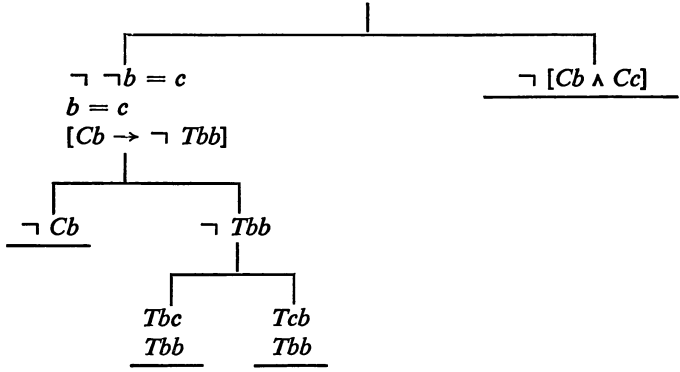 ¬ ¬b = c    ¬ [Cb ∧ Cc]
b = c
[Cb → ¬ Tbb]
¬ Cb    ¬ Tbb
Tbc    Tcb
Tbb    Tbb